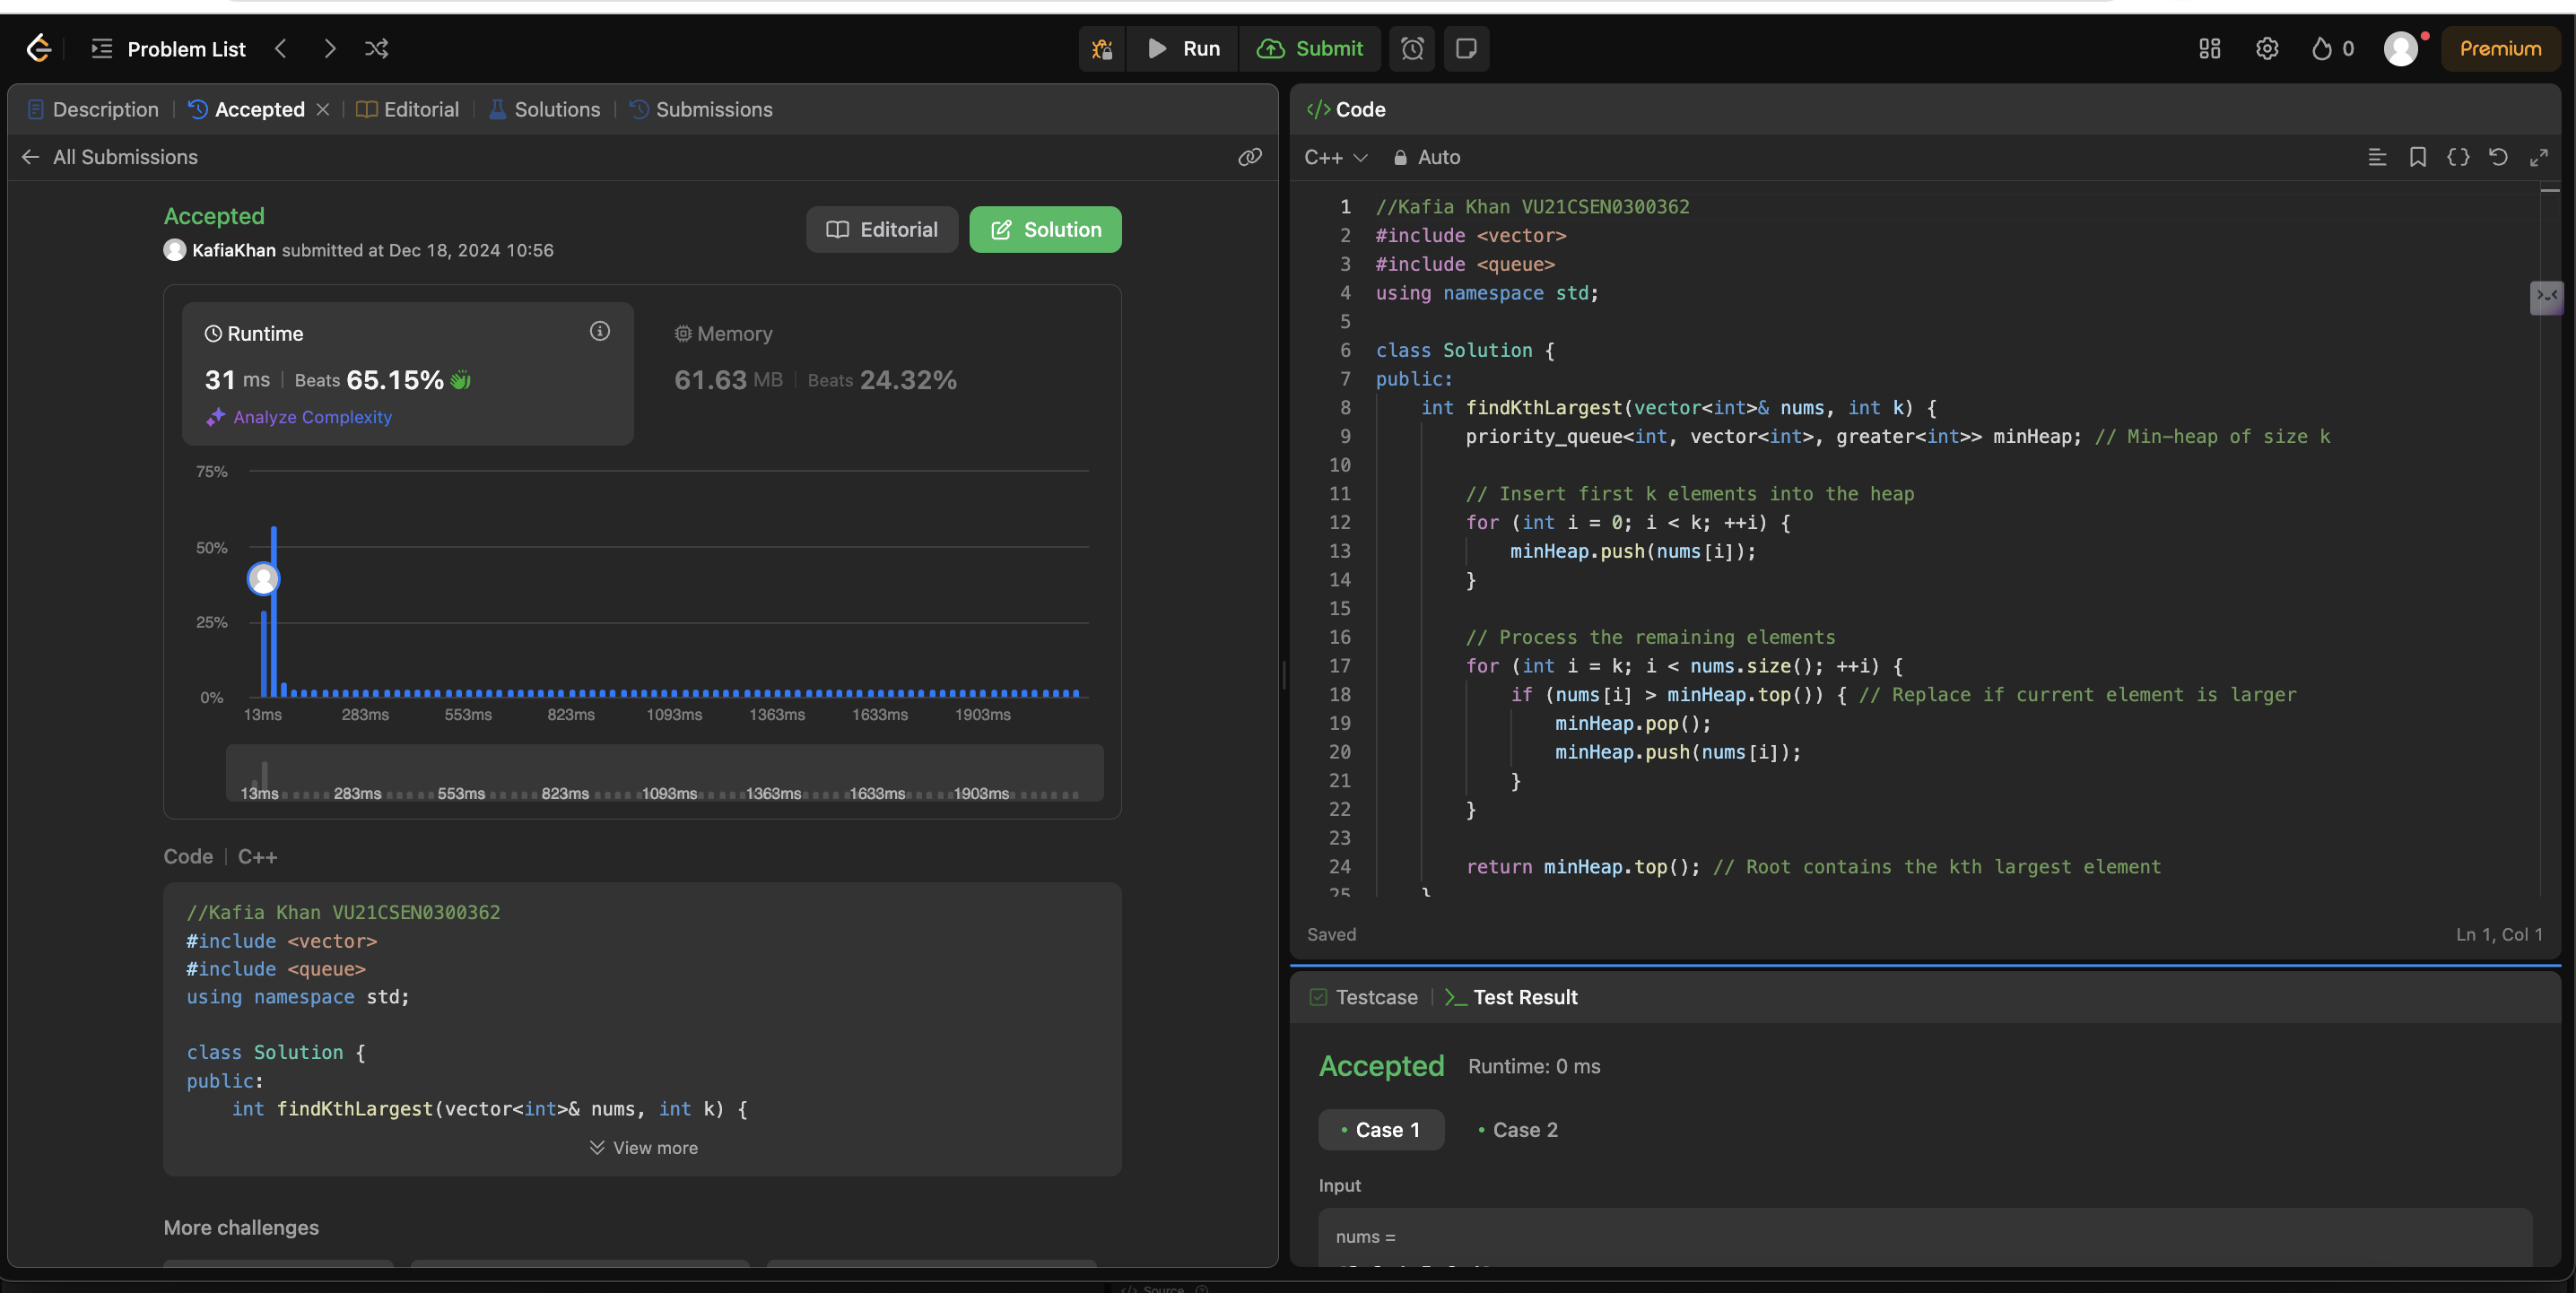 Problem List
Run
Submit
0
Premium
Description
Accepted
Editorial
Solutions
Submissions
All Submissions
Accepted
KafiaKhan submitted at Dec 18, 2024 10:56
Editorial
Solution
Runtime
31 ms | Beats 65.15%
Analyze Complexity
Memory
61.63 MB | Beats 24.32%
75%
50%
25%
0%
13ms 283ms 553ms 823ms 1093ms 1363ms 1633ms 1903ms
13ms 283ms 553ms 823ms 1093ms 1363ms 1633ms 1903ms
Code | C++
//Kafia Khan VU21CSEN0300362
#include <vector>
#include <queue>
using namespace std;
class Solution {
public:
int findKthLargest(vector<int>& nums, int k) {
View more
More challenges
</> Code
C++
Auto
1 //Kafia Khan VU21CSEN0300362
2 #include <vector>
3 #include <queue>
4 using namespace std;
5
6 class Solution {
7 public:
8 int findKthLargest(vector<int>& nums, int k) {
9 priority_queue<int, vector<int>, greater<int>> minHeap; // Min-heap of size k
10
11 // Insert first k elements into the heap
12 for (int i = 0; i < k; ++i) {
13 minHeap.push(nums[i]);
14 }
15
16 // Process the remaining elements
17 for (int i = k; i < nums.size(); ++i) {
18 if (nums[i] > minHeap.top()) { // Replace if current element is larger
19 minHeap.pop();
20 minHeap.push(nums[i]);
21 }
22 }
23
24 return minHeap.top(); // Root contains the kth largest element
25 }
Saved
Ln 1, Col 1
Testcase
Test Result
Accepted Runtime: 0 ms
• Case 1 • Case 2
Input
nums =
</> Source